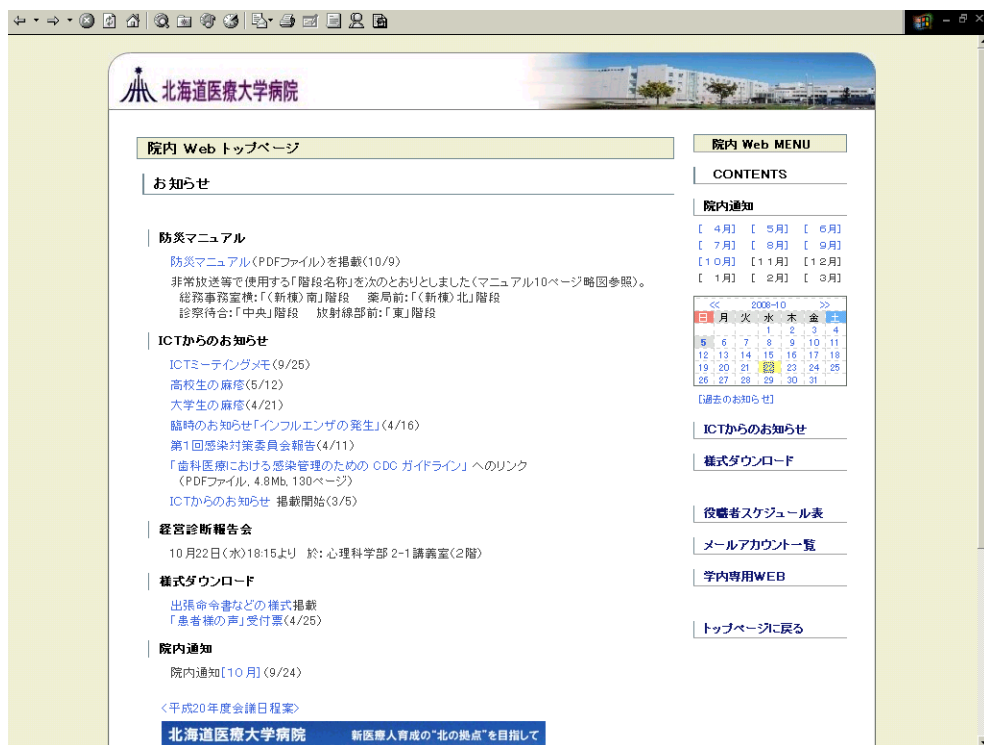 北海道医療大学病院
院内 Web トップページ
お知らせ
防災マニュアル
防災マニュアル(PDFファイル)を掲載(10/9)
非常放送等で使用する「階段名称」を次のとおりとしました(マニュアル10ページ略図参照)。
総務事務室横:「(新棟)南」階段　薬局前:「(新棟)北」階段
診察待合:「中央」階段　放射線部前:「東」階段
ICTからのお知らせ
ICTミーティングメモ(9/25)
高校生の麻疹(5/12)
大学生の麻疹(4/21)
臨時のお知らせ「インフルエンザの発生」(4/16)
第1回感染対策委員会報告(4/11)
「歯科医療における感染管理のための CDC ガイドライン」 へのリンク
(PDFファイル, 4.8Mb, 130ページ)
ICTからのお知らせ 掲載開始(3/5)
経営診断報告会
10月22日(水)18:15より　於: 心理科学部 2-1講義室(2階)
様式ダウンロード
出張命令書などの様式掲載
「患者様の声」受付票(4/25)
院内通知
院内通知[10月](9/24)
<平成20年度会議日程案>
北海道医療大学病院　新医療人育成の"北の拠点"を目指して
院内 Web MENU
CONTENTS
院内通知
[ 4月] [ 5月] [ 6月]
[ 7月] [ 8月] [ 9月]
[10月] [11月] [12月]
[ 1月] [ 2月] [ 3月]
<< 2008-10 >>
日 月 火 水 木 金 土
1 2 3 4
5 6 7 8 9 10 11
12 13 14 15 16 17 18
19 20 21 22 23 24 25
26 27 28 29 30 31
[過去のお知らせ]
ICTからのお知らせ
様式ダウンロード
役職者スケジュール表
メールアカウント一覧
学内専用WEB
トップページに戻る